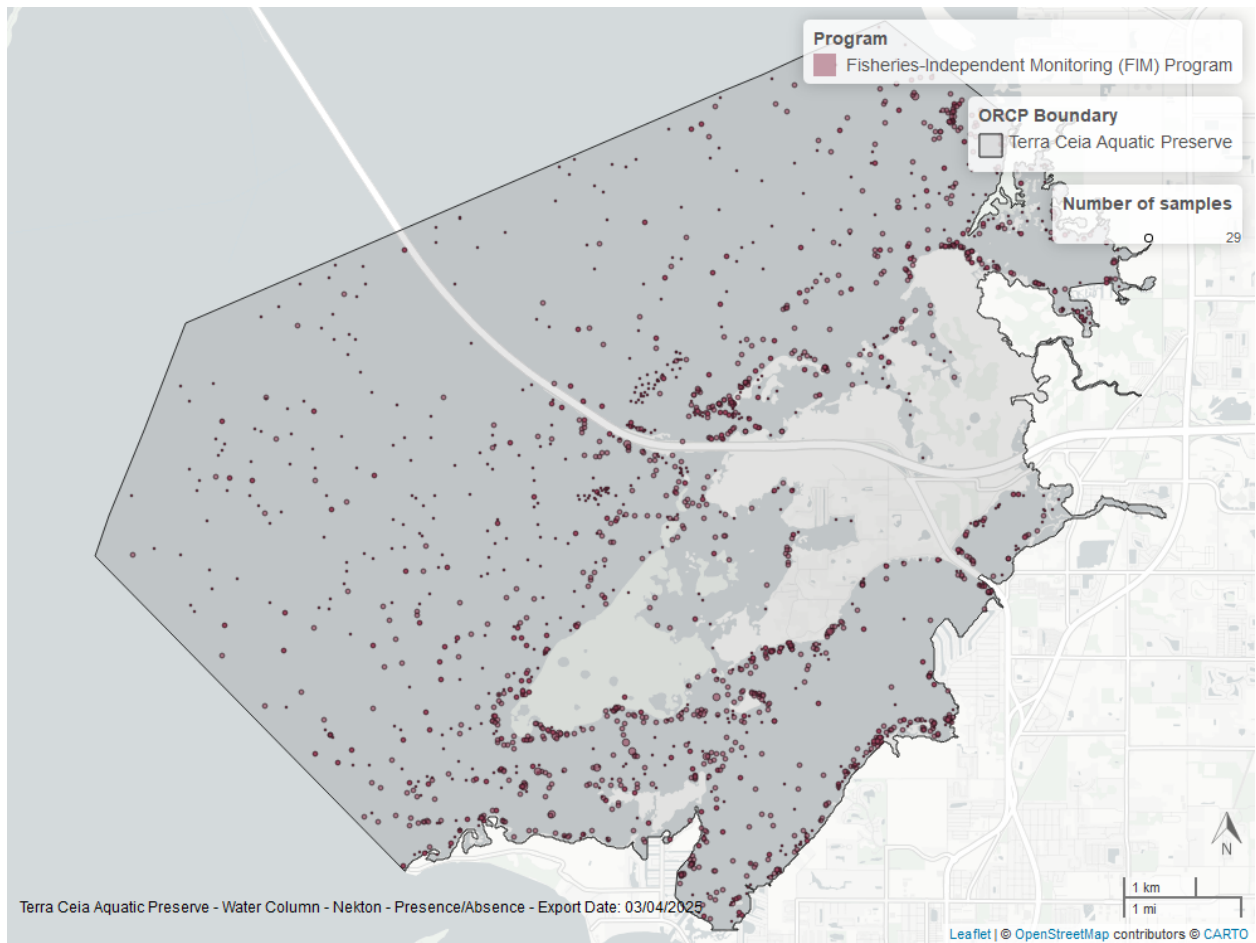 Program
Fisheries-Independent Monitoring (FIM) Program
ORCP Boundary
Terra Ceia Aquatic Preserve
Number of samples
29
N
1 km
1 mi
Terra Ceia Aquatic Preserve - Water Column - Nekton - Presence/Absence - Export Date: 03/04/2025
Leaflet | © OpenStreetMap contributors © CARTO